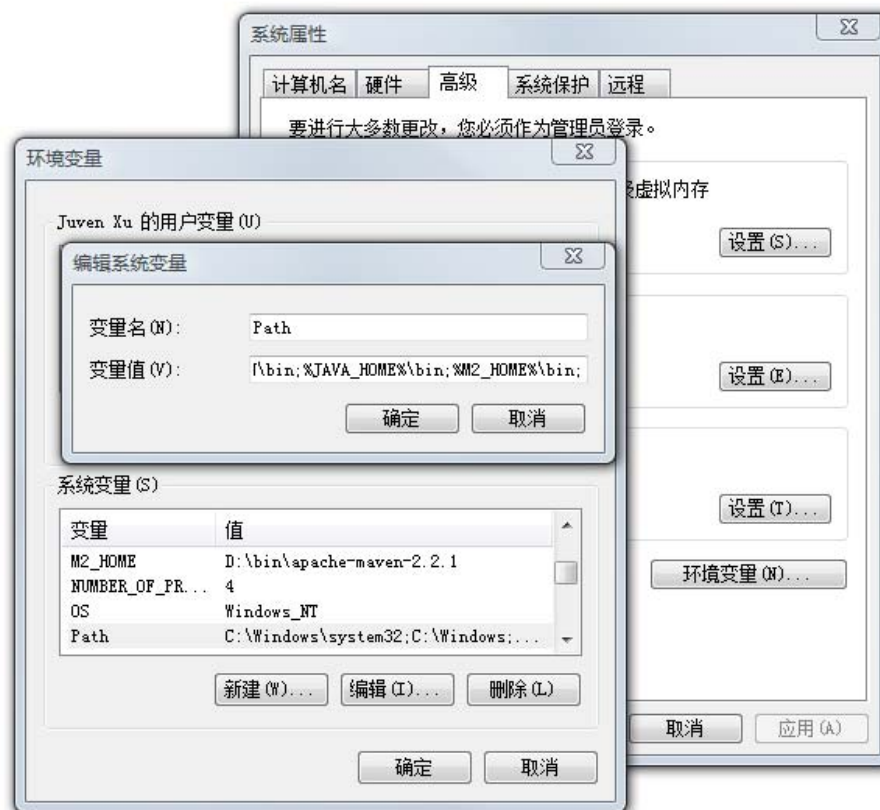 系统属性
计算机名 硬件 高级 系统保护 远程
要进行大多数更改，您必须作为管理员登录。
虚拟内存
设置(S)...
设置(E)...
设置(T)...
环境变量(N)...
取消 应用(A)
环境变量
Juven Xu 的用户变量(U)
编辑系统变量
变量名(N): Path
变量值(V): \bin;%JAVA_HOME%\bin;%M2_HOME%\bin;
确定 取消
系统变量(S)
变量 值
M2_HOME D:\bin\apache-maven-2.2.1
NUMBER_OF_PR... 4
OS Windows_NT
Path C:\Windows\system32;C:\Windows;...
新建(W)... 编辑(I)... 删除(L)
确定 取消